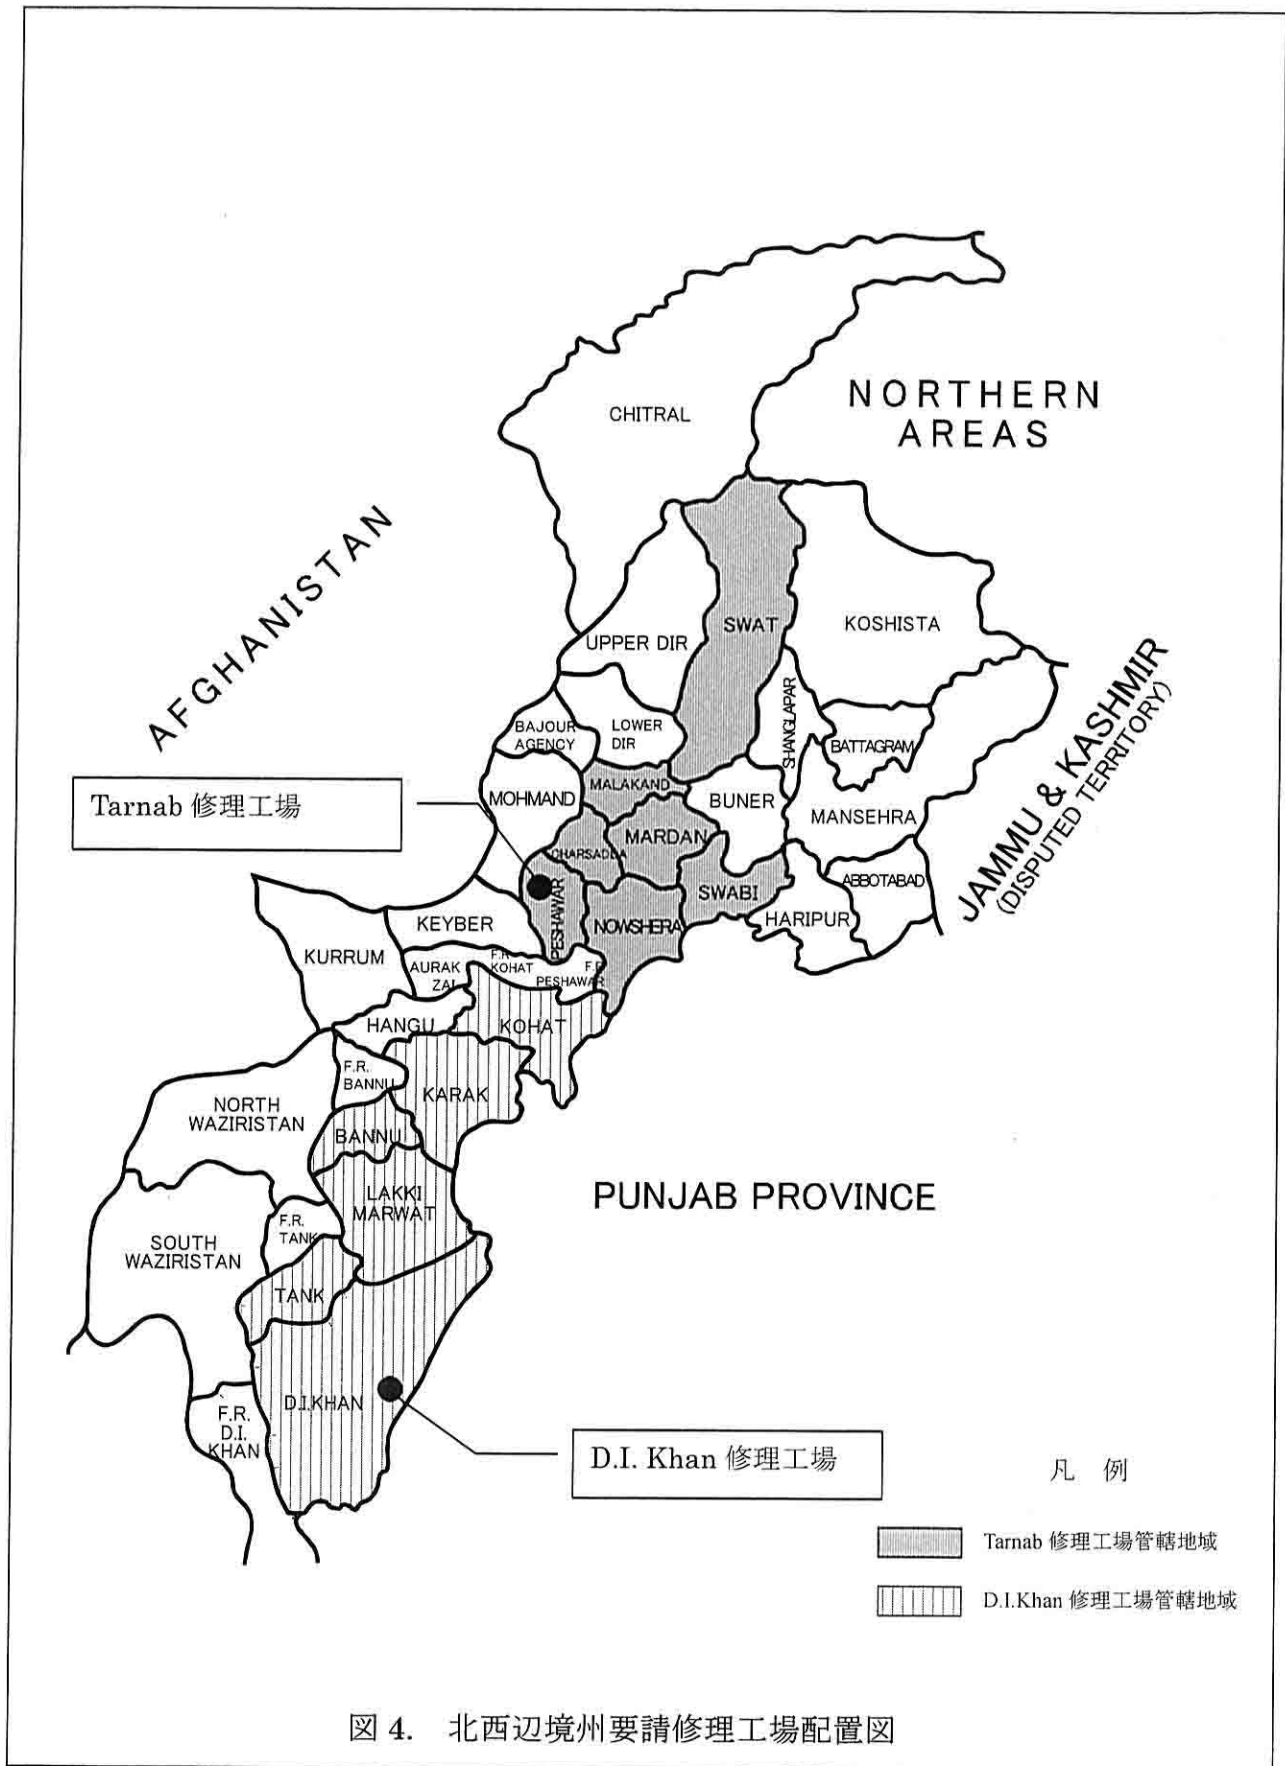 CHITRAL
NORTHERN
AREAS
AFGHANISTAN
UPPER DIR
SWAT
KOSHISTA
JAMMU & KASHMIR
(DISPUTED TERRITORY)
BAJOUR
AGENCY
LOWER
DIR
SHANGLAPAR
BATTAGRAM
Tarnab 修理工場
MOHMAND
MALAKAND
BUNER
MANSEHRA
CHARSADDA
MARDAN
ABBOTABAD
SWABI
HARIPUR
PESHAWAR
NOWSHERA
KEYBER
KURRUM
AURAK
ZAI
F.R
KOHAT
F.R
PESHAWAR
HANGU
KOHAT
F.R.
BANNU
KARAK
NORTH
WAZIRISTAN
BANNU
LAKKI
MARWAT
PUNJAB PROVINCE
F.R.
TANK
SOUTH
WAZIRISTAN
TANK
D.I.KHAN
F.R.
D.I.
KHAN
D.I. Khan 修理工場
凡 例
Tarnab 修理工場管轄地域
D.I.Khan 修理工場管轄地域
図 4. 北西辺境州要請修理工場配置図